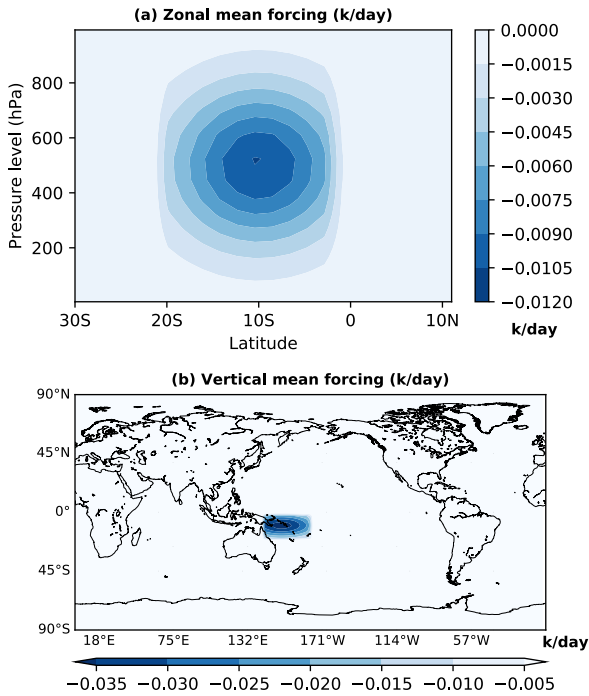 (a) Zonal mean forcing (k/day)
Pressure level (hPa)
800
600
400
200
30S 20S 10S 0 10N
Latitude
0.0000
−0.0015
−0.0030
−0.0045
−0.0060
−0.0075
−0.0090
−0.0105
−0.0120
k/day
(b) Vertical mean forcing (k/day)
90°N
45°N
0°
45°S
90°S
18°E 75°E 132°E 171°W 114°W 57°W k/day
−0.035 −0.030 −0.025 −0.020 −0.015 −0.010 −0.005